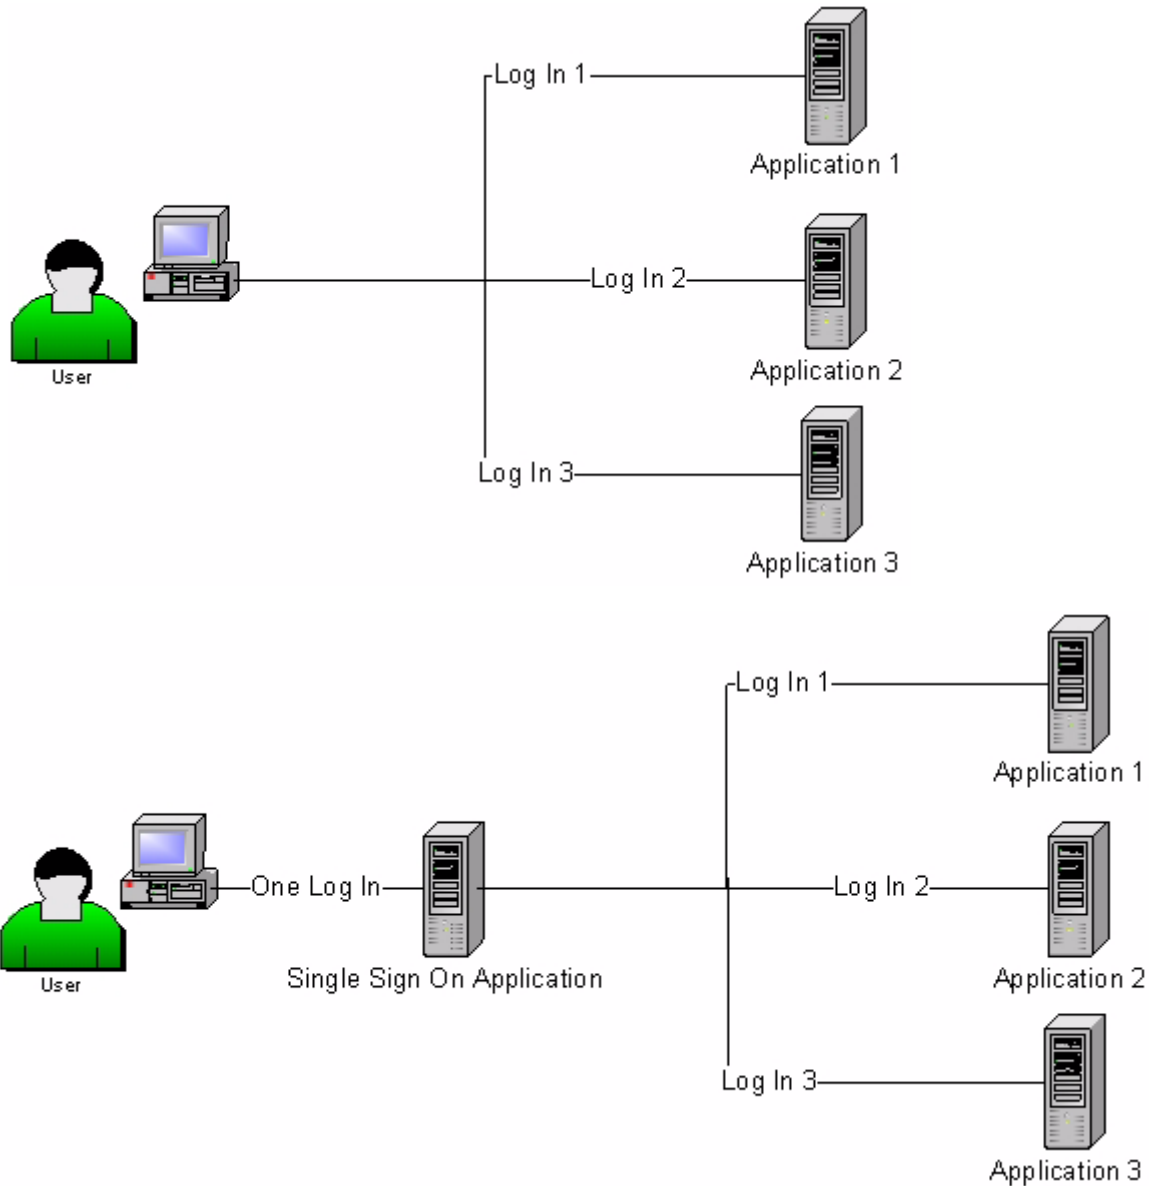 Log In 1
Application 1
Log In 2
User
Application 2
Log In 3
Application 3
Log In 1
Application 1
One Log In
Log In 2
User
Single Sign On Application
Application 2
Log In 3
Application 3